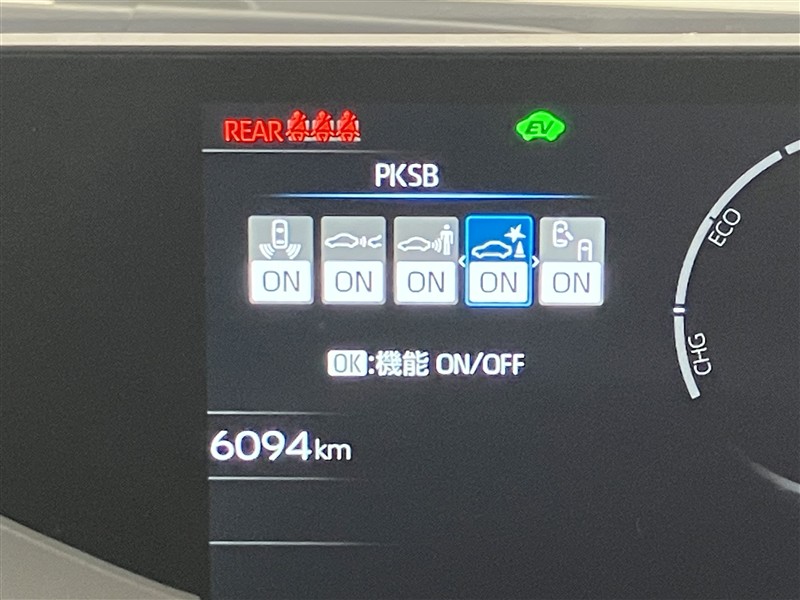 REAR
EV
PKSB
ON ON ON ON ON
OK:機能 ON/OFF
6094km
ECO
CHG